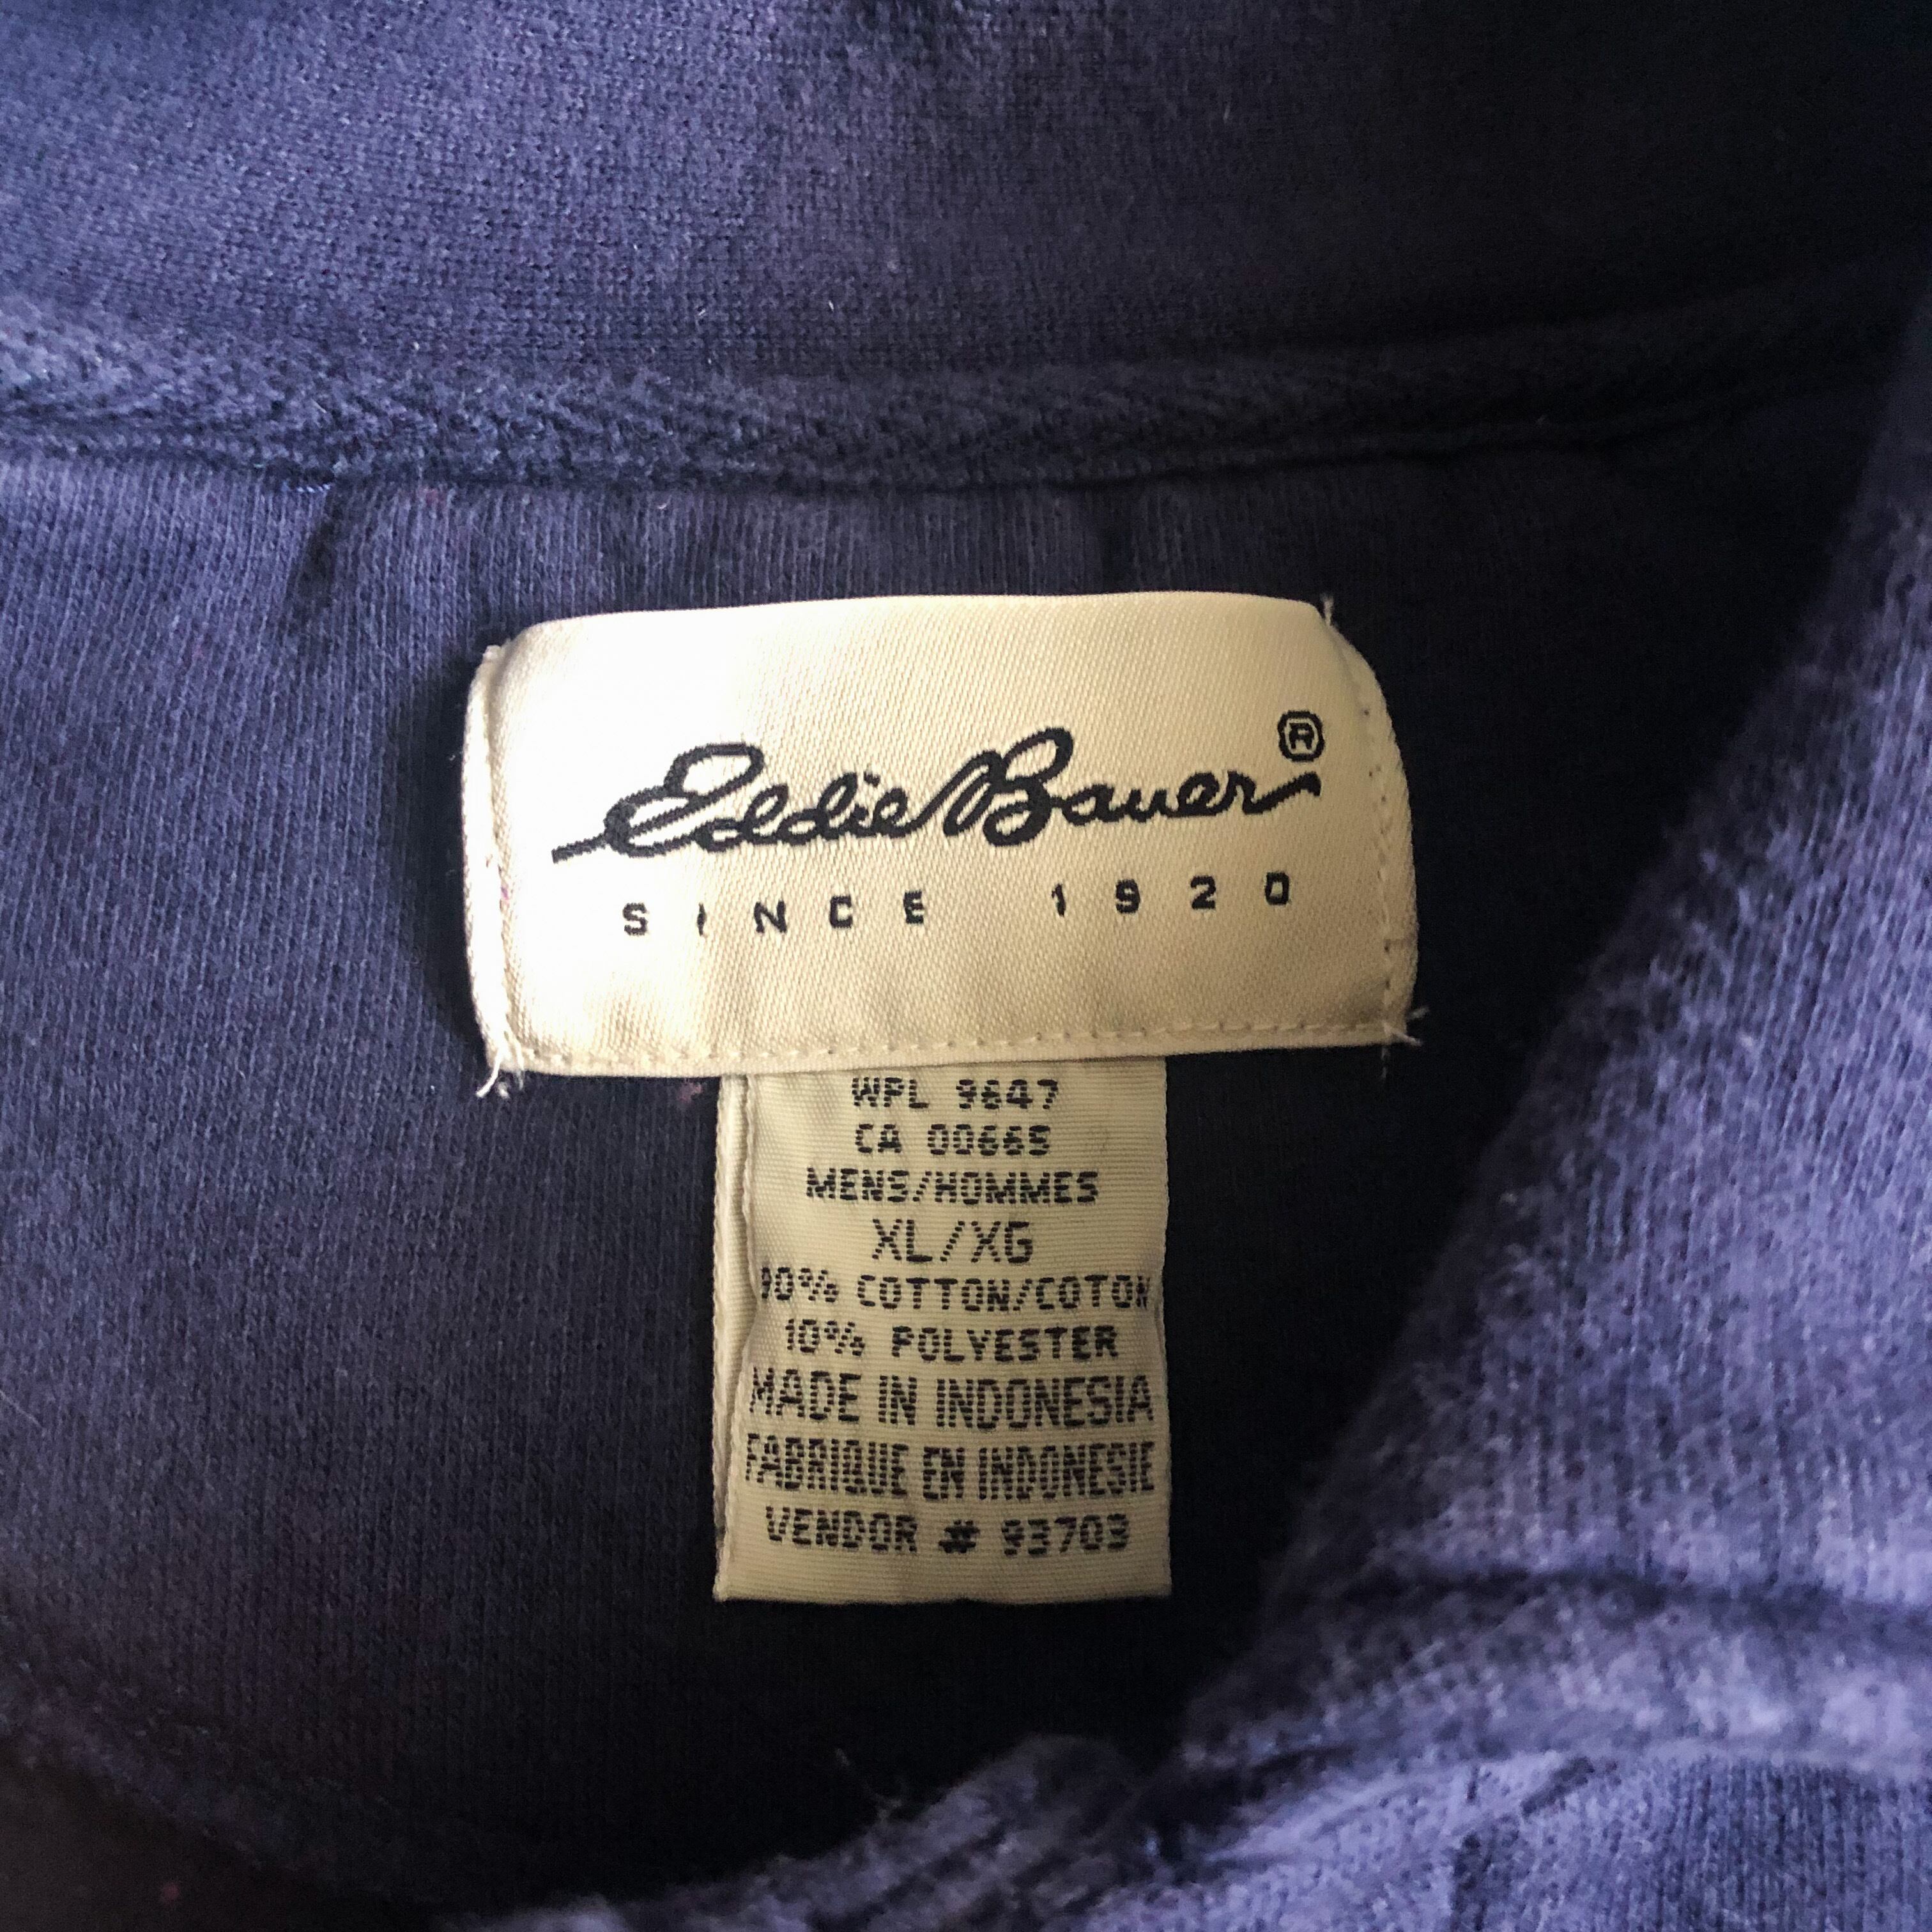 Eddie Bauer®
SINCE 1920
WPL 9647
CA 00665
MENS/HOMMES
XL/XG
90% COTTON/COTON
10% POLYESTER
MADE IN INDONESIA
FABRIQUE EN INDONESIE
VENDOR # 93703